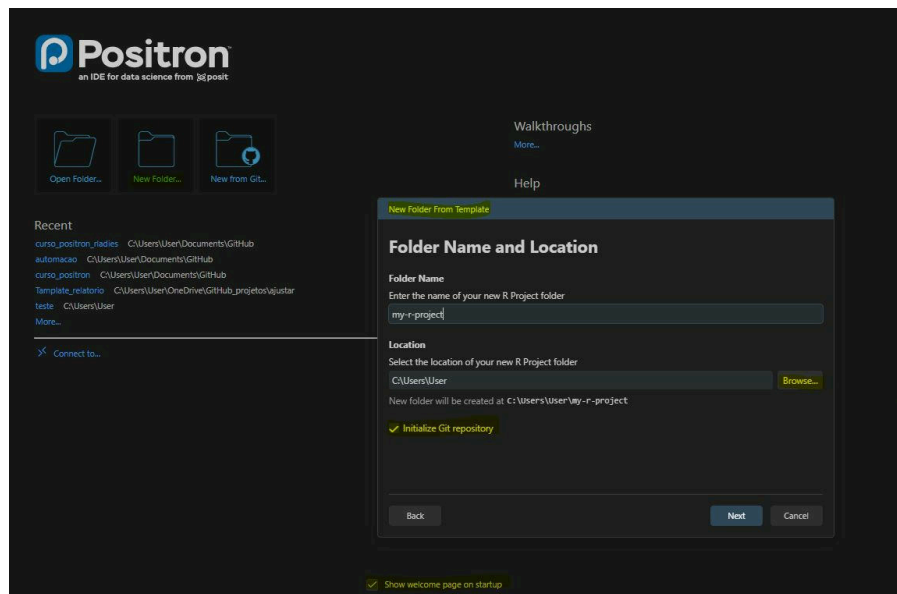 Positron
an IDE for data science from posit
Open Folder...
New Folder...
New from Git...
Walkthroughs
More...
Help
Recent
curso_positron_rladies C:\Users\User\Documents\GitHub
automacao C:\Users\User\Documents\GitHub
curso_positron C:\Users\User\Documents\GitHub
Tamplate_relatorio C:\Users\User\OneDrive\GitHub_projetos\ajustar
teste C:\Users\User
More...
Connect to...
New Folder From Template
Folder Name and Location
Folder Name
Enter the name of your new R Project folder
my-r-project
Location
Select the location of your new R Project folder
C:\Users\User
Browse...
New folder will be created at C:\Users\User\my-r-project
Initialize Git repository
Back
Next
Cancel
Show welcome page on startup